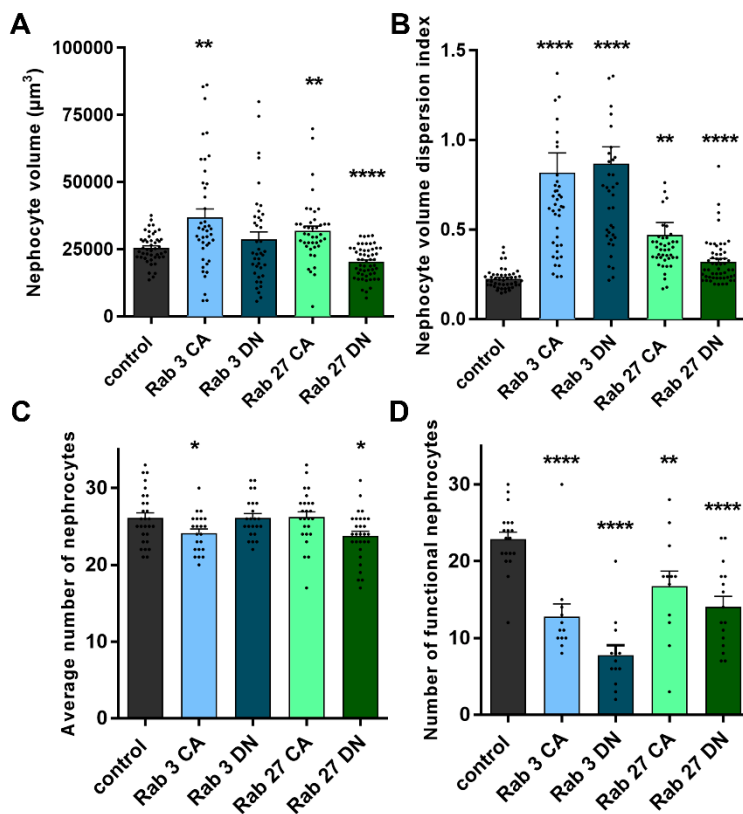 A
Nephocyte volume (µm³)
100000
75000
50000
25000
0
**
**
****
control
Rab 3 CA
Rab 3 DN
Rab 27 CA
Rab 27 DN
B
Nephocyte volume dispersion index
1.5
1.0
0.5
0.0
****
****
**
****
control
Rab 3 CA
Rab 3 DN
Rab 27 CA
Rab 27 DN
C
Average number of nephrocytes
30
20
10
0
*
*
control
Rab 3 CA
Rab 3 DN
Rab 27 CA
Rab 27 DN
D
Number of functional nephrocytes
30
20
10
0
****
****
**
****
control
Rab 3 CA
Rab 3 DN
Rab 27 CA
Rab 27 DN